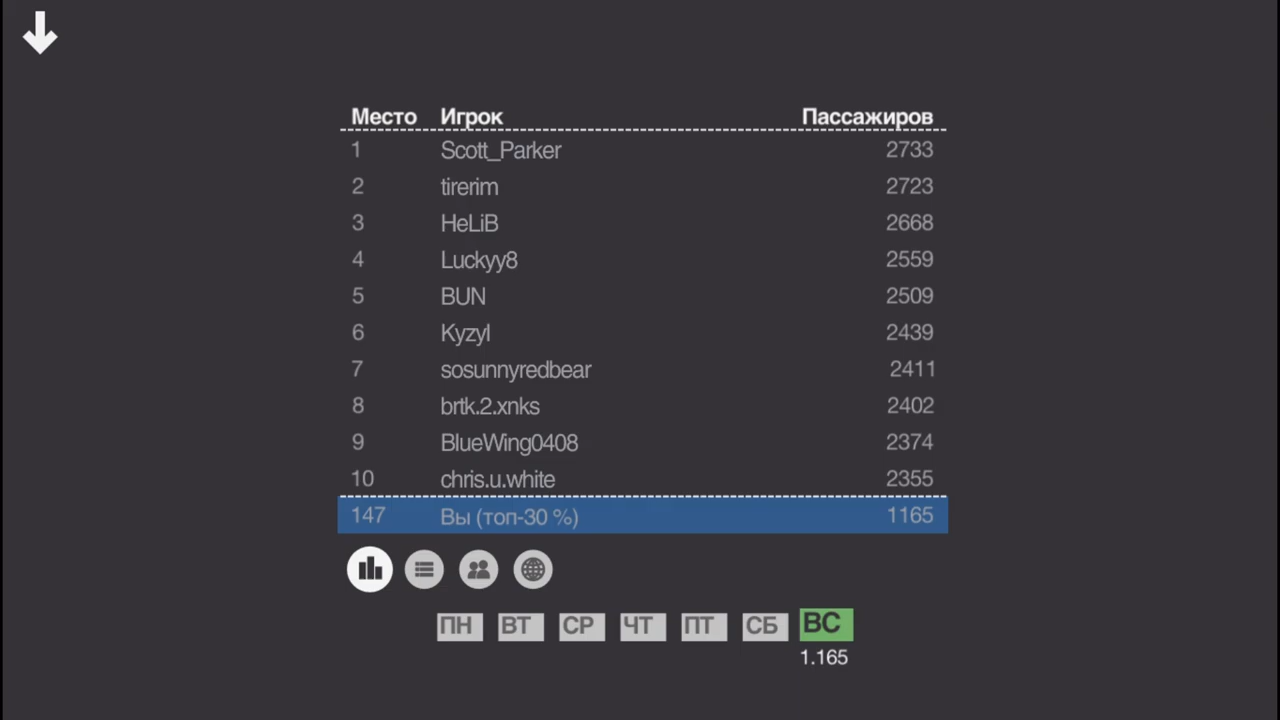 Место Игрок Пассажиров
1 Scott_Parker 2733
2 tirerim 2723
3 HeLiB 2668
4 Luckyy8 2559
5 BUN 2509
6 Kyzyl 2439
7 sosunnyredbear 2411
8 brtk.2.xnks 2402
9 BlueWing0408 2374
10 chris.u.white 2355
147 Вы (топ-30 %) 1165
ПН ВТ СР ЧТ ПТ СБ ВС
1.165